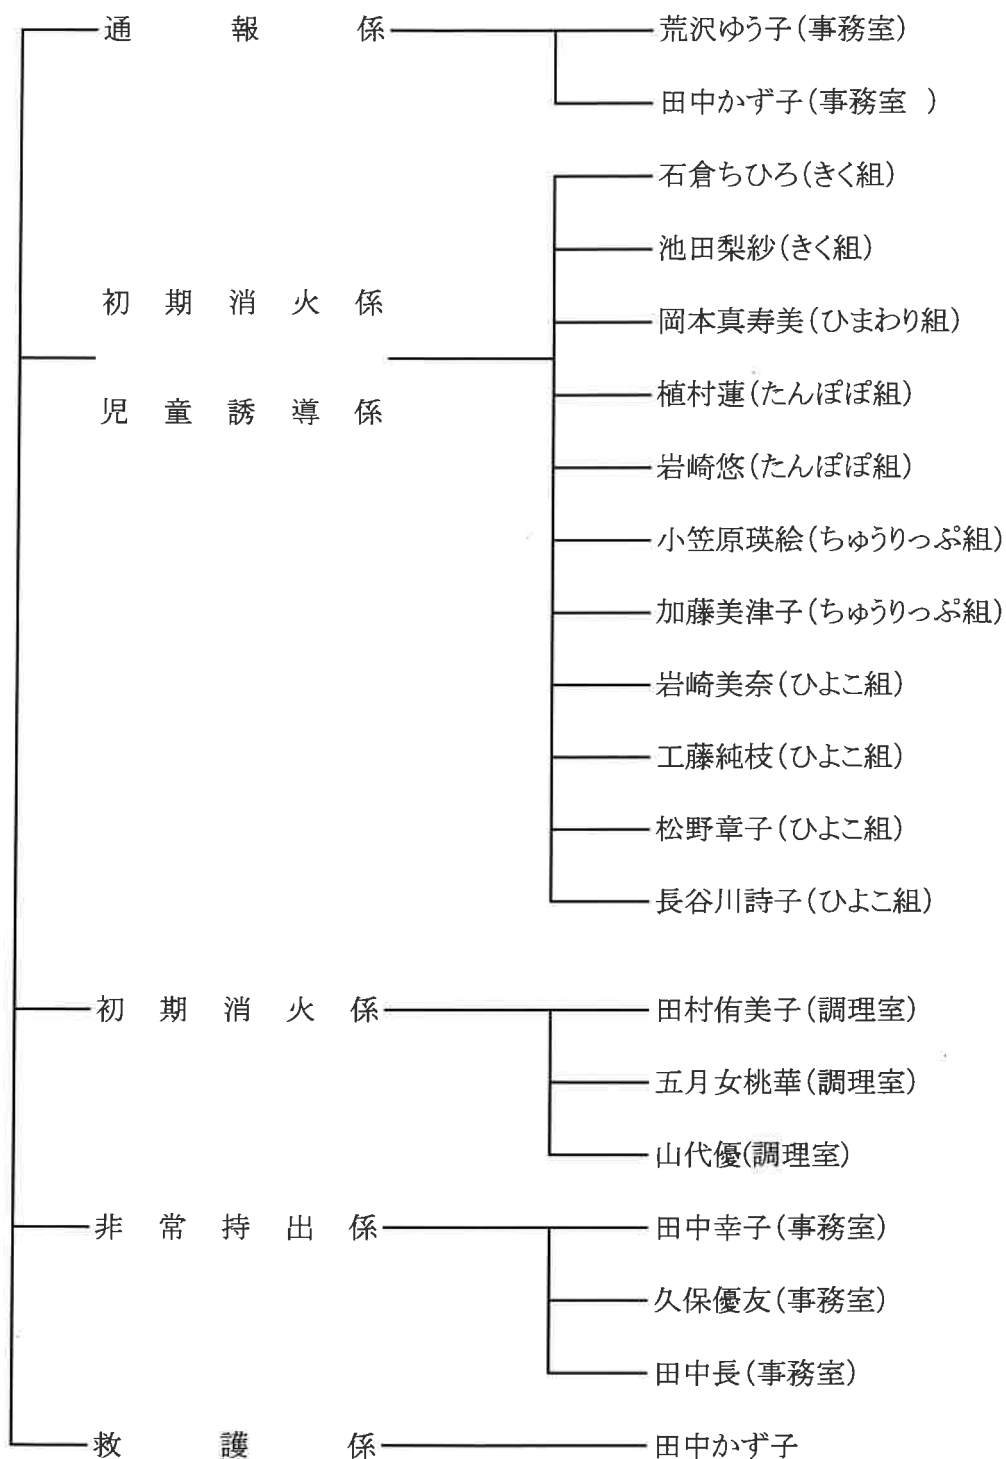 通報係 荒沢ゆう子(事務室)
田中かず子(事務室 )
石倉ちひろ(きく組)
池田梨紗(きく組)
初期消火係
岡本真寿美(ひまわり組)
植村蓮(たんぽぽ組)
児童誘導係
岩崎悠(たんぽぽ組)
小笠原瑛絵(ちゅうりっぷ組)
加藤美津子(ちゅうりっぷ組)
岩崎美奈(ひよこ組)
工藤純枝(ひよこ組)
松野章子(ひよこ組)
長谷川詩子(ひよこ組)
初期消火係 田村侑美子(調理室)
五月女桃華(調理室)
山代優(調理室)
非常持出係 田中幸子(事務室)
久保優友(事務室)
田中長(事務室)
救護係 田中かず子